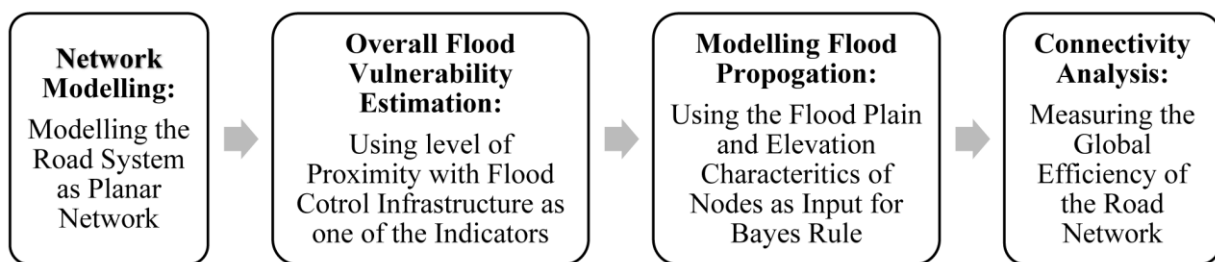 Network
Modelling:
Modelling the
Road System
as Planar
Network
Overall Flood
Vulnerability
Estimation:
Using level of
Proximity with Flood
Cotrol Infrastructure as
one of the Indicators
Modelling Flood
Propogation:
Using the Flood Plain
and Elevation
Characteritics of
Nodes as Input for
Bayes Rule
Connectivity
Analysis:
Measuring the
Global
Efficiency of
the Road
Network